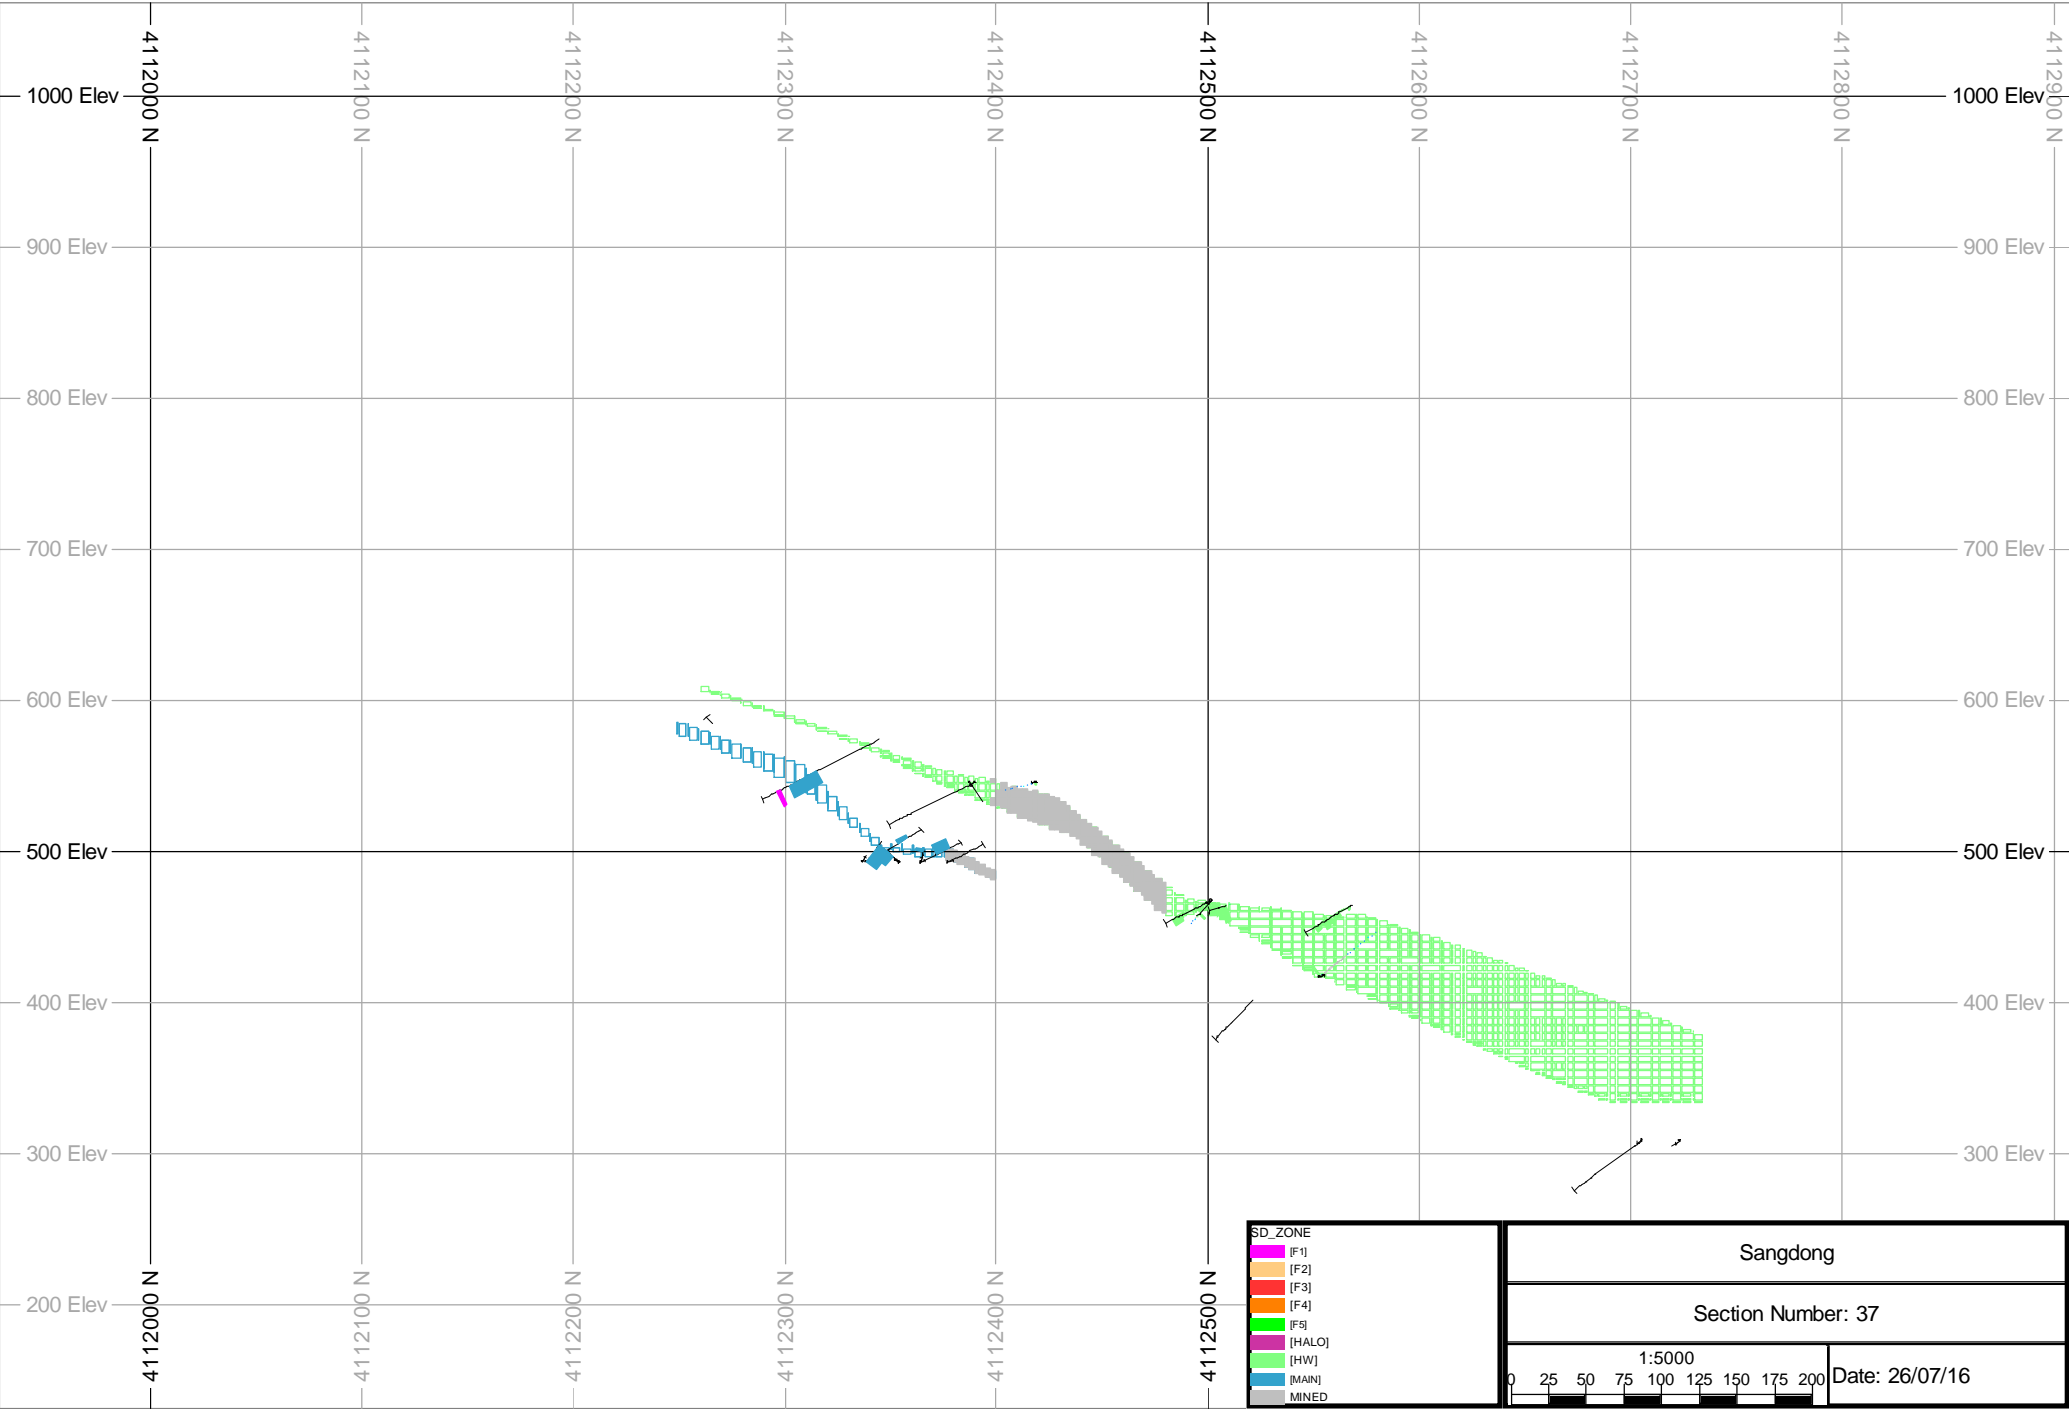 4112000 N
4112100 N
4112200 N
4112300 N
4112400 N
4112500 N
4112600 N
4112700 N
4112800 N
4112900 N
1000 Elev
1000 Elev
900 Elev
900 Elev
800 Elev
800 Elev
700 Elev
700 Elev
600 Elev
600 Elev
500 Elev
500 Elev
400 Elev
400 Elev
300 Elev
300 Elev
200 Elev
4112000 N
4112100 N
4112200 N
4112300 N
4112400 N
4112500 N
SD_ZONE
[F1]
[F2]
[F3]
[F4]
[F5]
[HALO]
[HW]
[MAIN]
MINED
Sangdong
Section Number: 37
1:5000
0 25 50 75 100 125 150 175 200
Date: 26/07/16